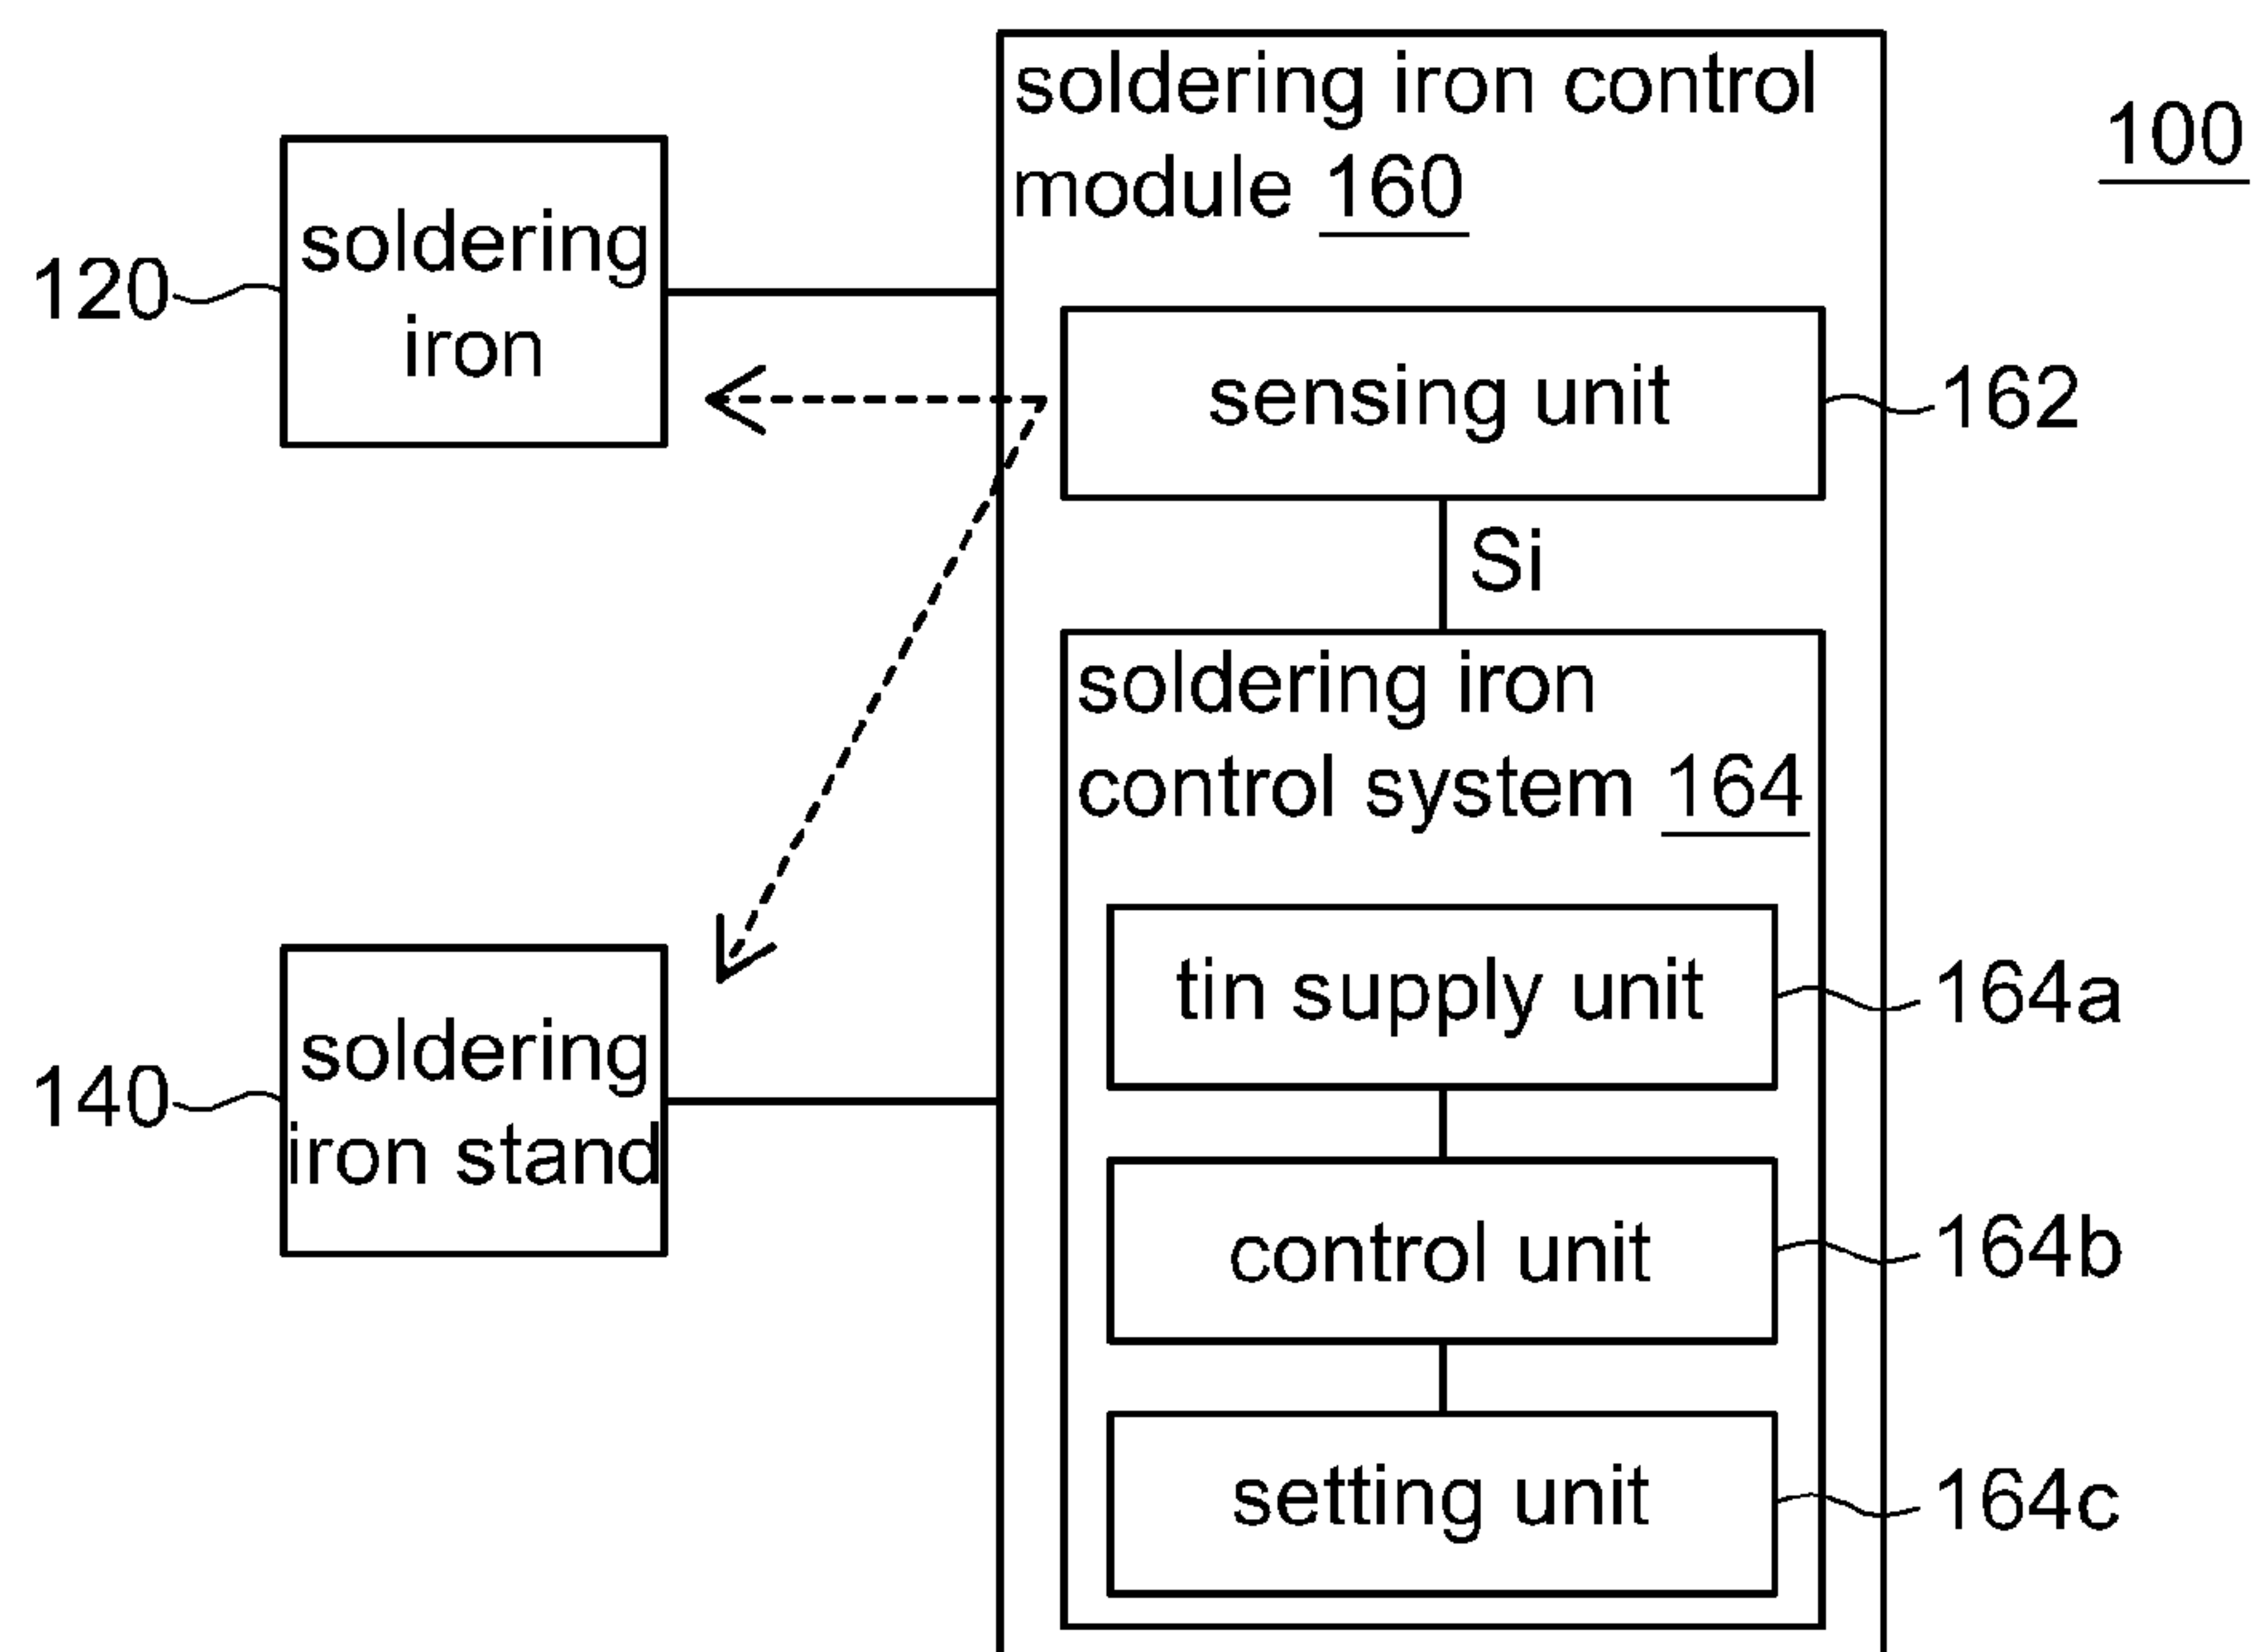 soldering iron control
module 160
100
soldering
iron
120
sensing unit
162
Si
soldering iron
control system 164
tin supply unit
164a
soldering
iron stand
140
control unit
164b
setting unit
164c